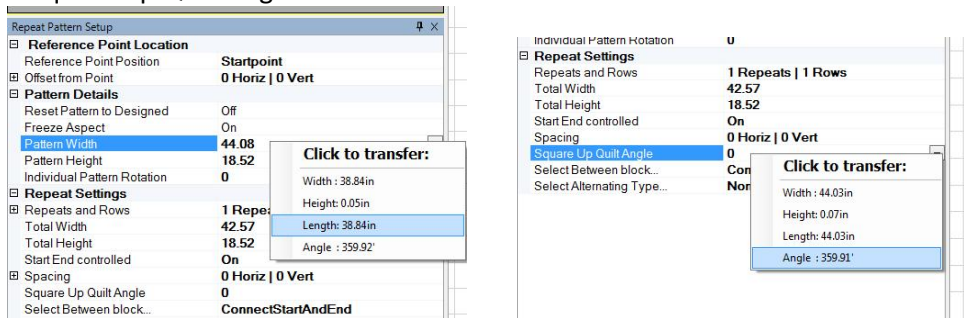 Repeat Pattern Setup
Reference Point Location
Reference Point Position Startpoint
Offset from Point 0 Horiz | 0 Vert
Pattern Details
Reset Pattern to Designed Off
Freeze Aspect On
Pattern Width 44.08
Pattern Height 18.52
Individual Pattern Rotation 0
Repeat Settings
Repeats and Rows 1 Repea
Total Width 42.57
Total Height 18.52
Start End controlled On
Spacing 0 Horiz | 0 Vert
Square Up Quilt Angle 0
Select Between block... ConnectStartAndEnd
Click to transfer:
Width : 38.84in
Height: 0.05in
Length: 38.84in
Angle : 359.92'
Individual Pattern Rotation 0
Repeat Settings
Repeats and Rows 1 Repeats | 1 Rows
Total Width 42.57
Total Height 18.52
Start End controlled On
Spacing 0 Horiz | 0 Vert
Square Up Quilt Angle 0
Select Between block... Con
Select Alternating Type... Non
Click to transfer:
Width : 44.03in
Height: 0.07in
Length: 44.03in
Angle : 359.91'